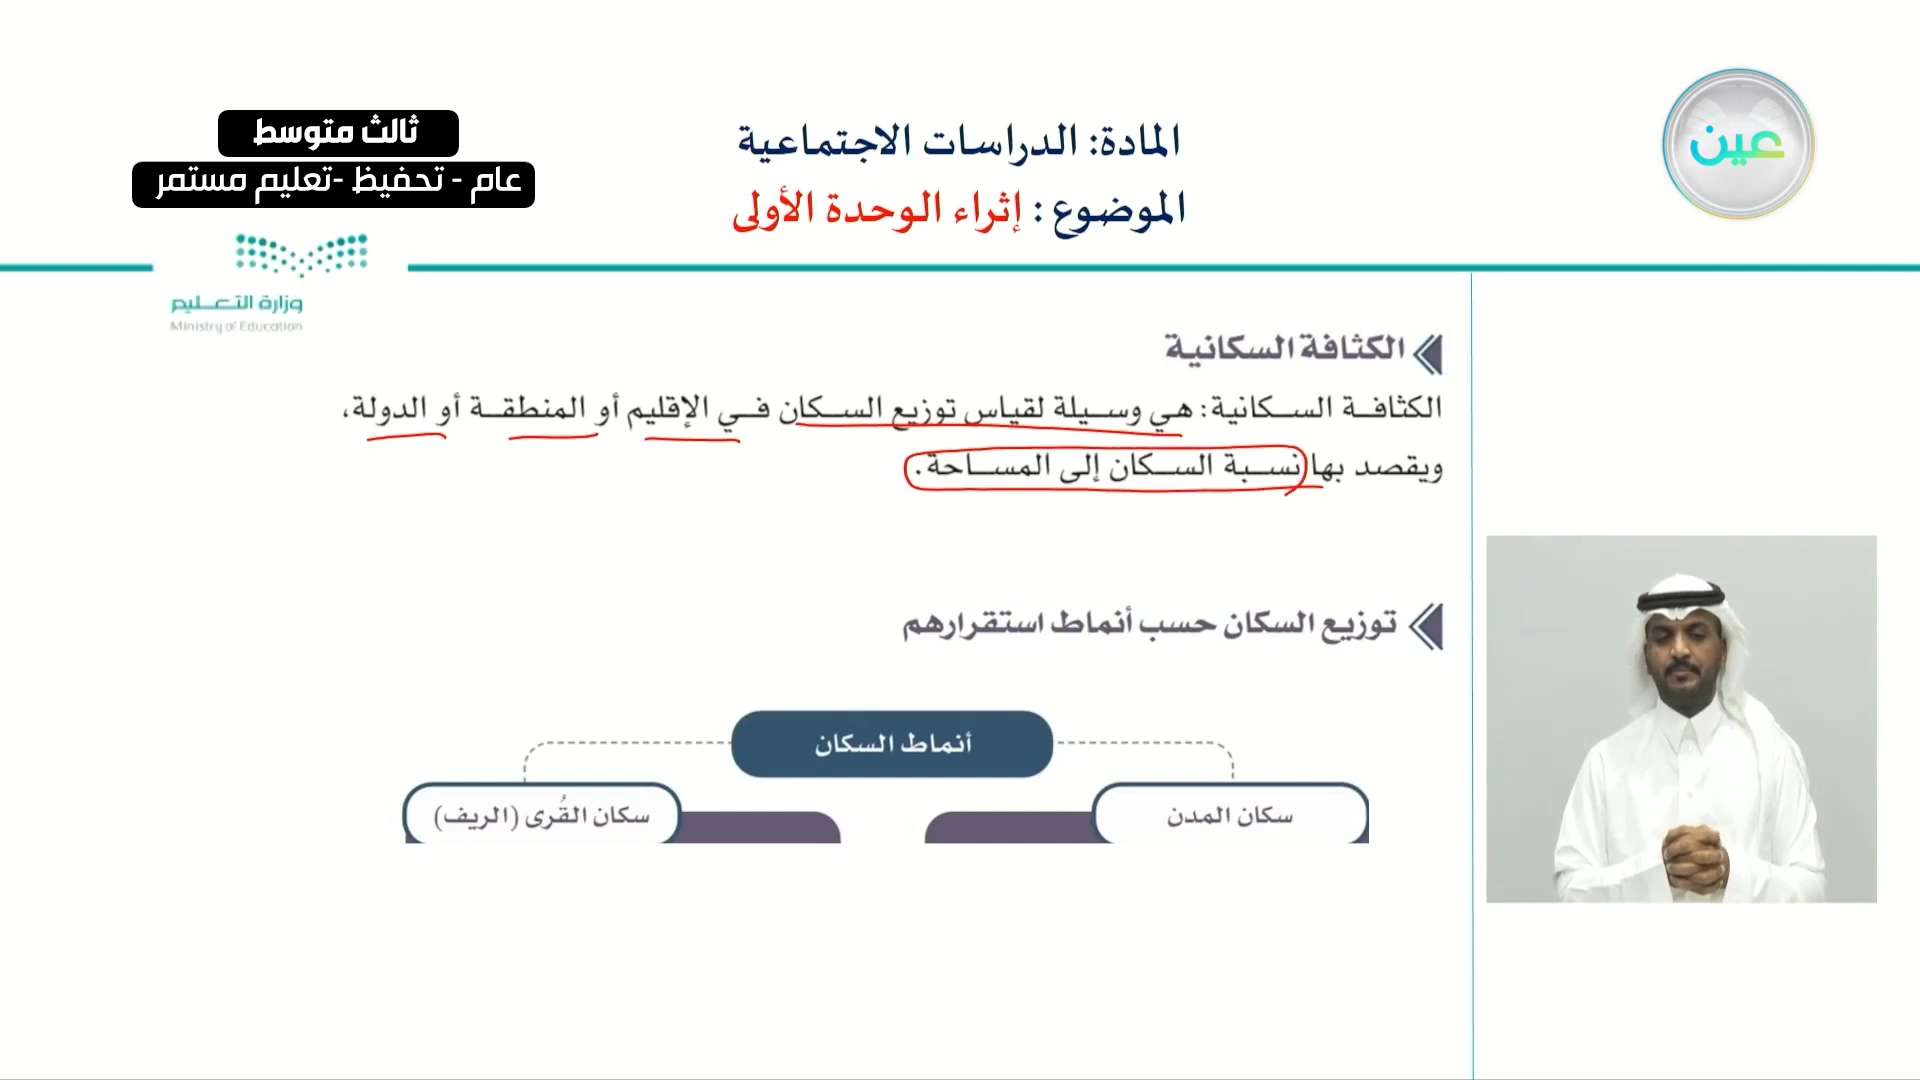 ثالث متوسط
عام - تحفيظ -تعليم مستمر
المادة: الدراسات الاجتماعية
الموضوع : إثراء الوحدة الأولى
عين
وزارة التعليم
Ministry of Education
الكثافة السكانية
الكثافة السكانية: هي وسيلة لقياس توزيع السكان في الإقليم أو المنطقة أو الدولة،
ويقصد بها نسبة السكان إلى المساحة.
توزيع السكان حسب أنماط استقرارهم
أنماط السكان
سكان المدن
سكان القُرى (الريف)